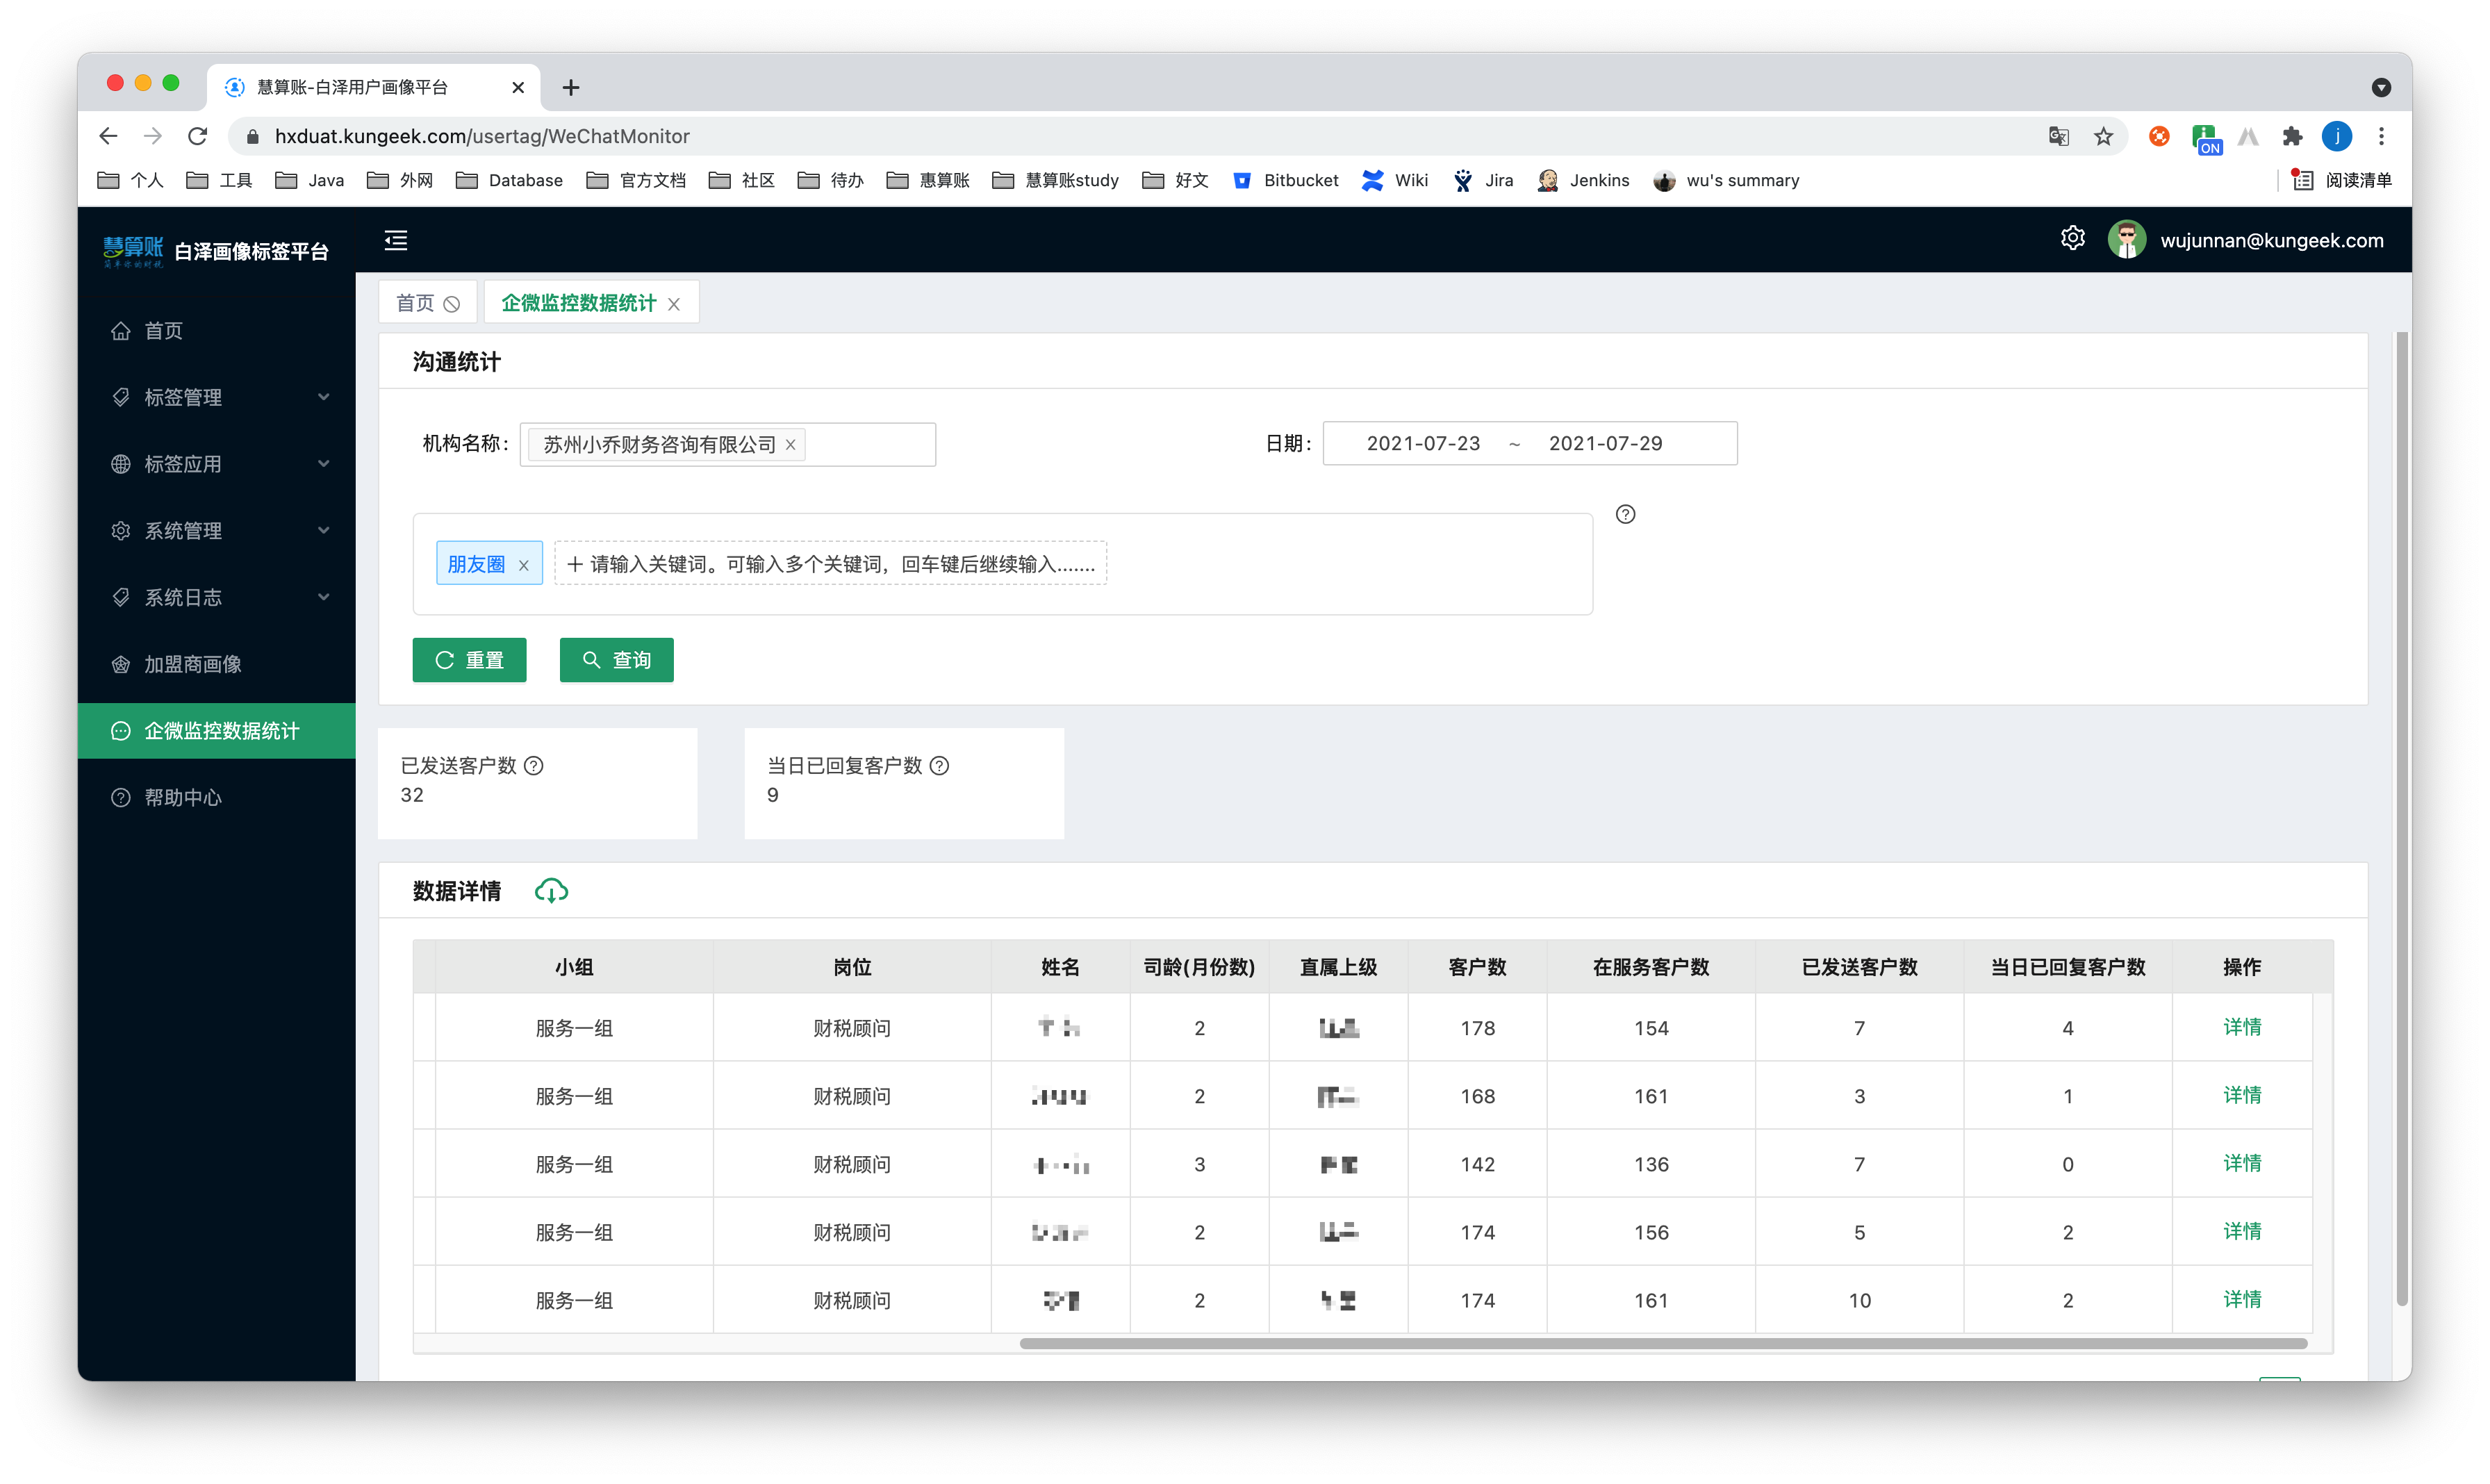 慧算账-白泽用户画像平台
hxduat.kungeek.com/usertag/WeChatMonitor
ON
j
个人 工具 Java 外网 Database 官方文档 社区 待办 惠算账 慧算账study 好文 Bitbucket Wiki Jira Jenkins wu's summary 阅读清单
慧算账 白泽画像标签平台
wujunnan@kungeek.com
首页
标签管理
标签应用
系统管理
系统日志
加盟商画像
企微监控数据统计
帮助中心
首页 企微监控数据统计
沟通统计
机构名称： 苏州小乔财务咨询有限公司 日期： 2021-07-23 ~ 2021-07-29
朋友圈 + 请输入关键词。可输入多个关键词，回车键后继续输入.......
重置 查询
已发送客户数
32
当日已回复客户数
9
数据详情
小组 岗位 姓名 司龄(月份数) 直属上级 客户数 在服务客户数 已发送客户数 当日已回复客户数 操作
服务一组 财税顾问 2 178 154 7 4 详情
服务一组 财税顾问 2 168 161 3 1 详情
服务一组 财税顾问 3 142 136 7 0 详情
服务一组 财税顾问 2 174 156 5 2 详情
服务一组 财税顾问 2 174 161 10 2 详情